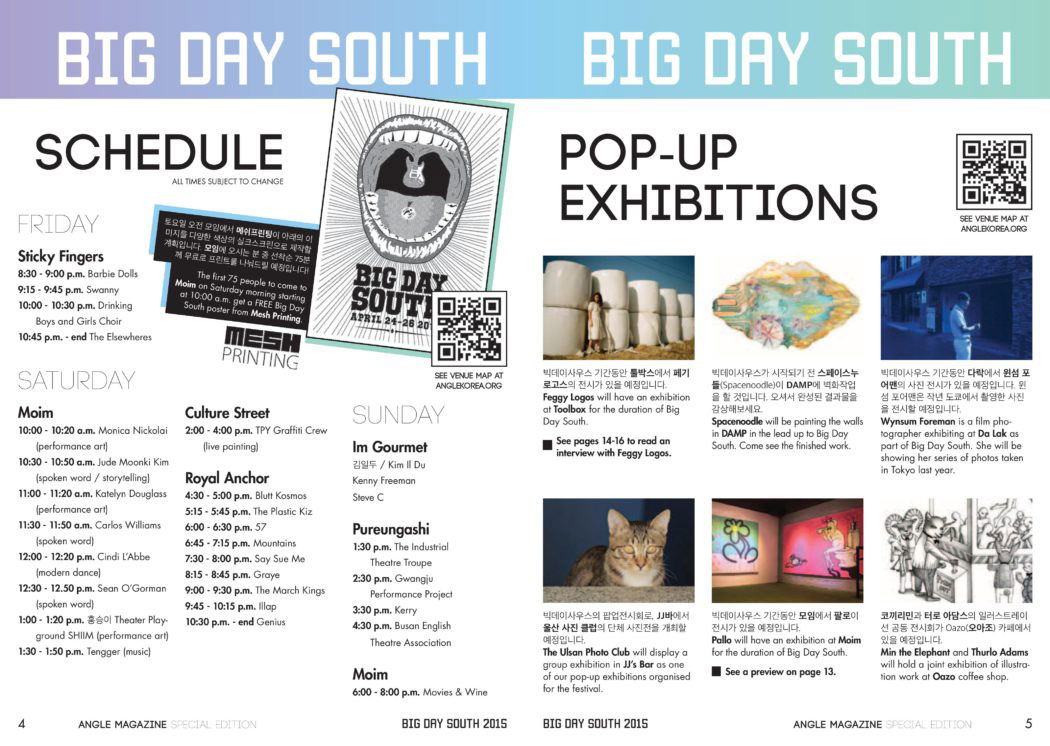 BIG DAY SOUTH
SCHEDULE
ALL TIMES SUBJECT TO CHANGE
토요일 오전 모임에서 메쉬프린팅이 아래의 이
미지를 다양한 색상의 실크스크린으로 제작할
계획입니다. 모임에 오시는 분 중 선착순 75분
께 무료로 프린트를 나눠드릴 예정입니다!
The first 75 people to come to
Moim on Saturday morning starting
at 10:00 a.m. get a FREE Big Day
South poster from Mesh Printing.
MESH
PRINTING
BIG DAY
SOUTH
APRIL 24-26
SEE VENUE MAP AT
ANGLEKOREA.ORG
FRIDAY
Sticky Fingers
8:30 - 9:00 p.m. Barbie Dolls
9:15 - 9:45 p.m. Swanny
10:00 - 10:30 p.m. Drinking
Boys and Girls Choir
10:45 p.m. - end The Elsewheres
SATURDAY
Moim
10:00 - 10:20 a.m. Monica Nickolai
(performance art)
10:30 - 10:50 a.m. Jude Moonki Kim
(spoken word / storytelling)
11:00 - 11:20 a.m. Katelyn Douglass
(performance art)
11:30 - 11:50 a.m. Carlos Williams
(spoken word)
12:00 - 12:20 p.m. Cindi L'Abbe
(modern dance)
12:30 - 12.50 p.m. Sean O'Gorman
(spoken word)
1:00 - 1:20 p.m. 홍승이 Theater Play-
ground SHIIM (performance art)
1:30 - 1:50 p.m. Tengger (music)
Culture Street
2:00 - 4:00 p.m. TPY Graffiti Crew
(live painting)
Royal Anchor
4:30 - 5:00 p.m. Blutt Kosmos
5:15 - 5:45 p.m. The Plastic Kiz
6:00 - 6:30 p.m. 57
6:45 - 7:15 p.m. Mountains
7:30 - 8:00 p.m. Say Sue Me
8:15 - 8:45 p.m. Graye
9:00 - 9:30 p.m. The March Kings
9:45 - 10:15 p.m. Illap
10:30 p.m. - end Genius
SUNDAY
Im Gourmet
김일두 / Kim Il Du
Kenny Freeman
Steve C
Pureungashi
1:30 p.m. The Industrial
Theatre Troupe
2:30 p.m. Gwangju
Performance Project
3:30 p.m. Kerry
4:30 p.m. Busan English
Theatre Association
Moim
6:00 - 8:00 p.m. Movies & Wine
4
ANGLE MAGAZINE SPECIAL EDITION
BIG DAY SOUTH 2015
BIG DAY SOUTH
POP-UP
EXHIBITIONS
SEE VENUE MAP AT
ANGLEKOREA.ORG
빅데이사우스 기간동안 툴박스에서 페기
로고스의 전시가 있을 예정입니다.
Feggy Logos will have an exhibition
at Toolbox for the duration of Big
Day South.
See pages 14-16 to read an
interview with Feggy Logos.
빅데이사우스가 시작되기 전 스페이스누
들(Spacenoodle)이 DAMP에 벽화작업
을 할 것입니다. 오셔서 완성된 결과물을
감상해보세요.
Spacenoodle will be painting the walls
in DAMP in the lead up to Big Day
South. Come see the finished work.
빅데이사우스 기간동안 다락에서 윈섬 포
어맨의 사진 전시가 있을 예정입니다. 윈
섬 포어맨은 작년 도쿄에서 촬영한 사진
을 전시할 예정입니다.
Wynsum Foreman is a film pho-
tographer exhibiting at Da Lak as
part of Big Day South. She will be
showing her series of photos taken
in Tokyo last year.
빅데이사우스의 팝업전시회로, JJ바에서
울산 사진 클럽의 단체 사진전을 개최할
예정입니다.
The Ulsan Photo Club will display a
group exhibition in JJ's Bar as one
of our pop-up exhibitions organised
for the festival.
빅데이사우스 기간동안 모임에서 팔로이
전시가 있을 예정입니다.
Pallo will have an exhibition at Moim
for the duration of Big Day South.
See a preview on page 13.
코끼리민과 터로 아담스의 일러스트레이
션 공동 전시회가 Oazo(오아조) 카페에서
있을 예정입니다.
Min the Elephant and Thurlo Adams
will hold a joint exhibition of illustra-
tion work at Oazo coffee shop.
BIG DAY SOUTH 2015
ANGLE MAGAZINE SPECIAL EDITION
5